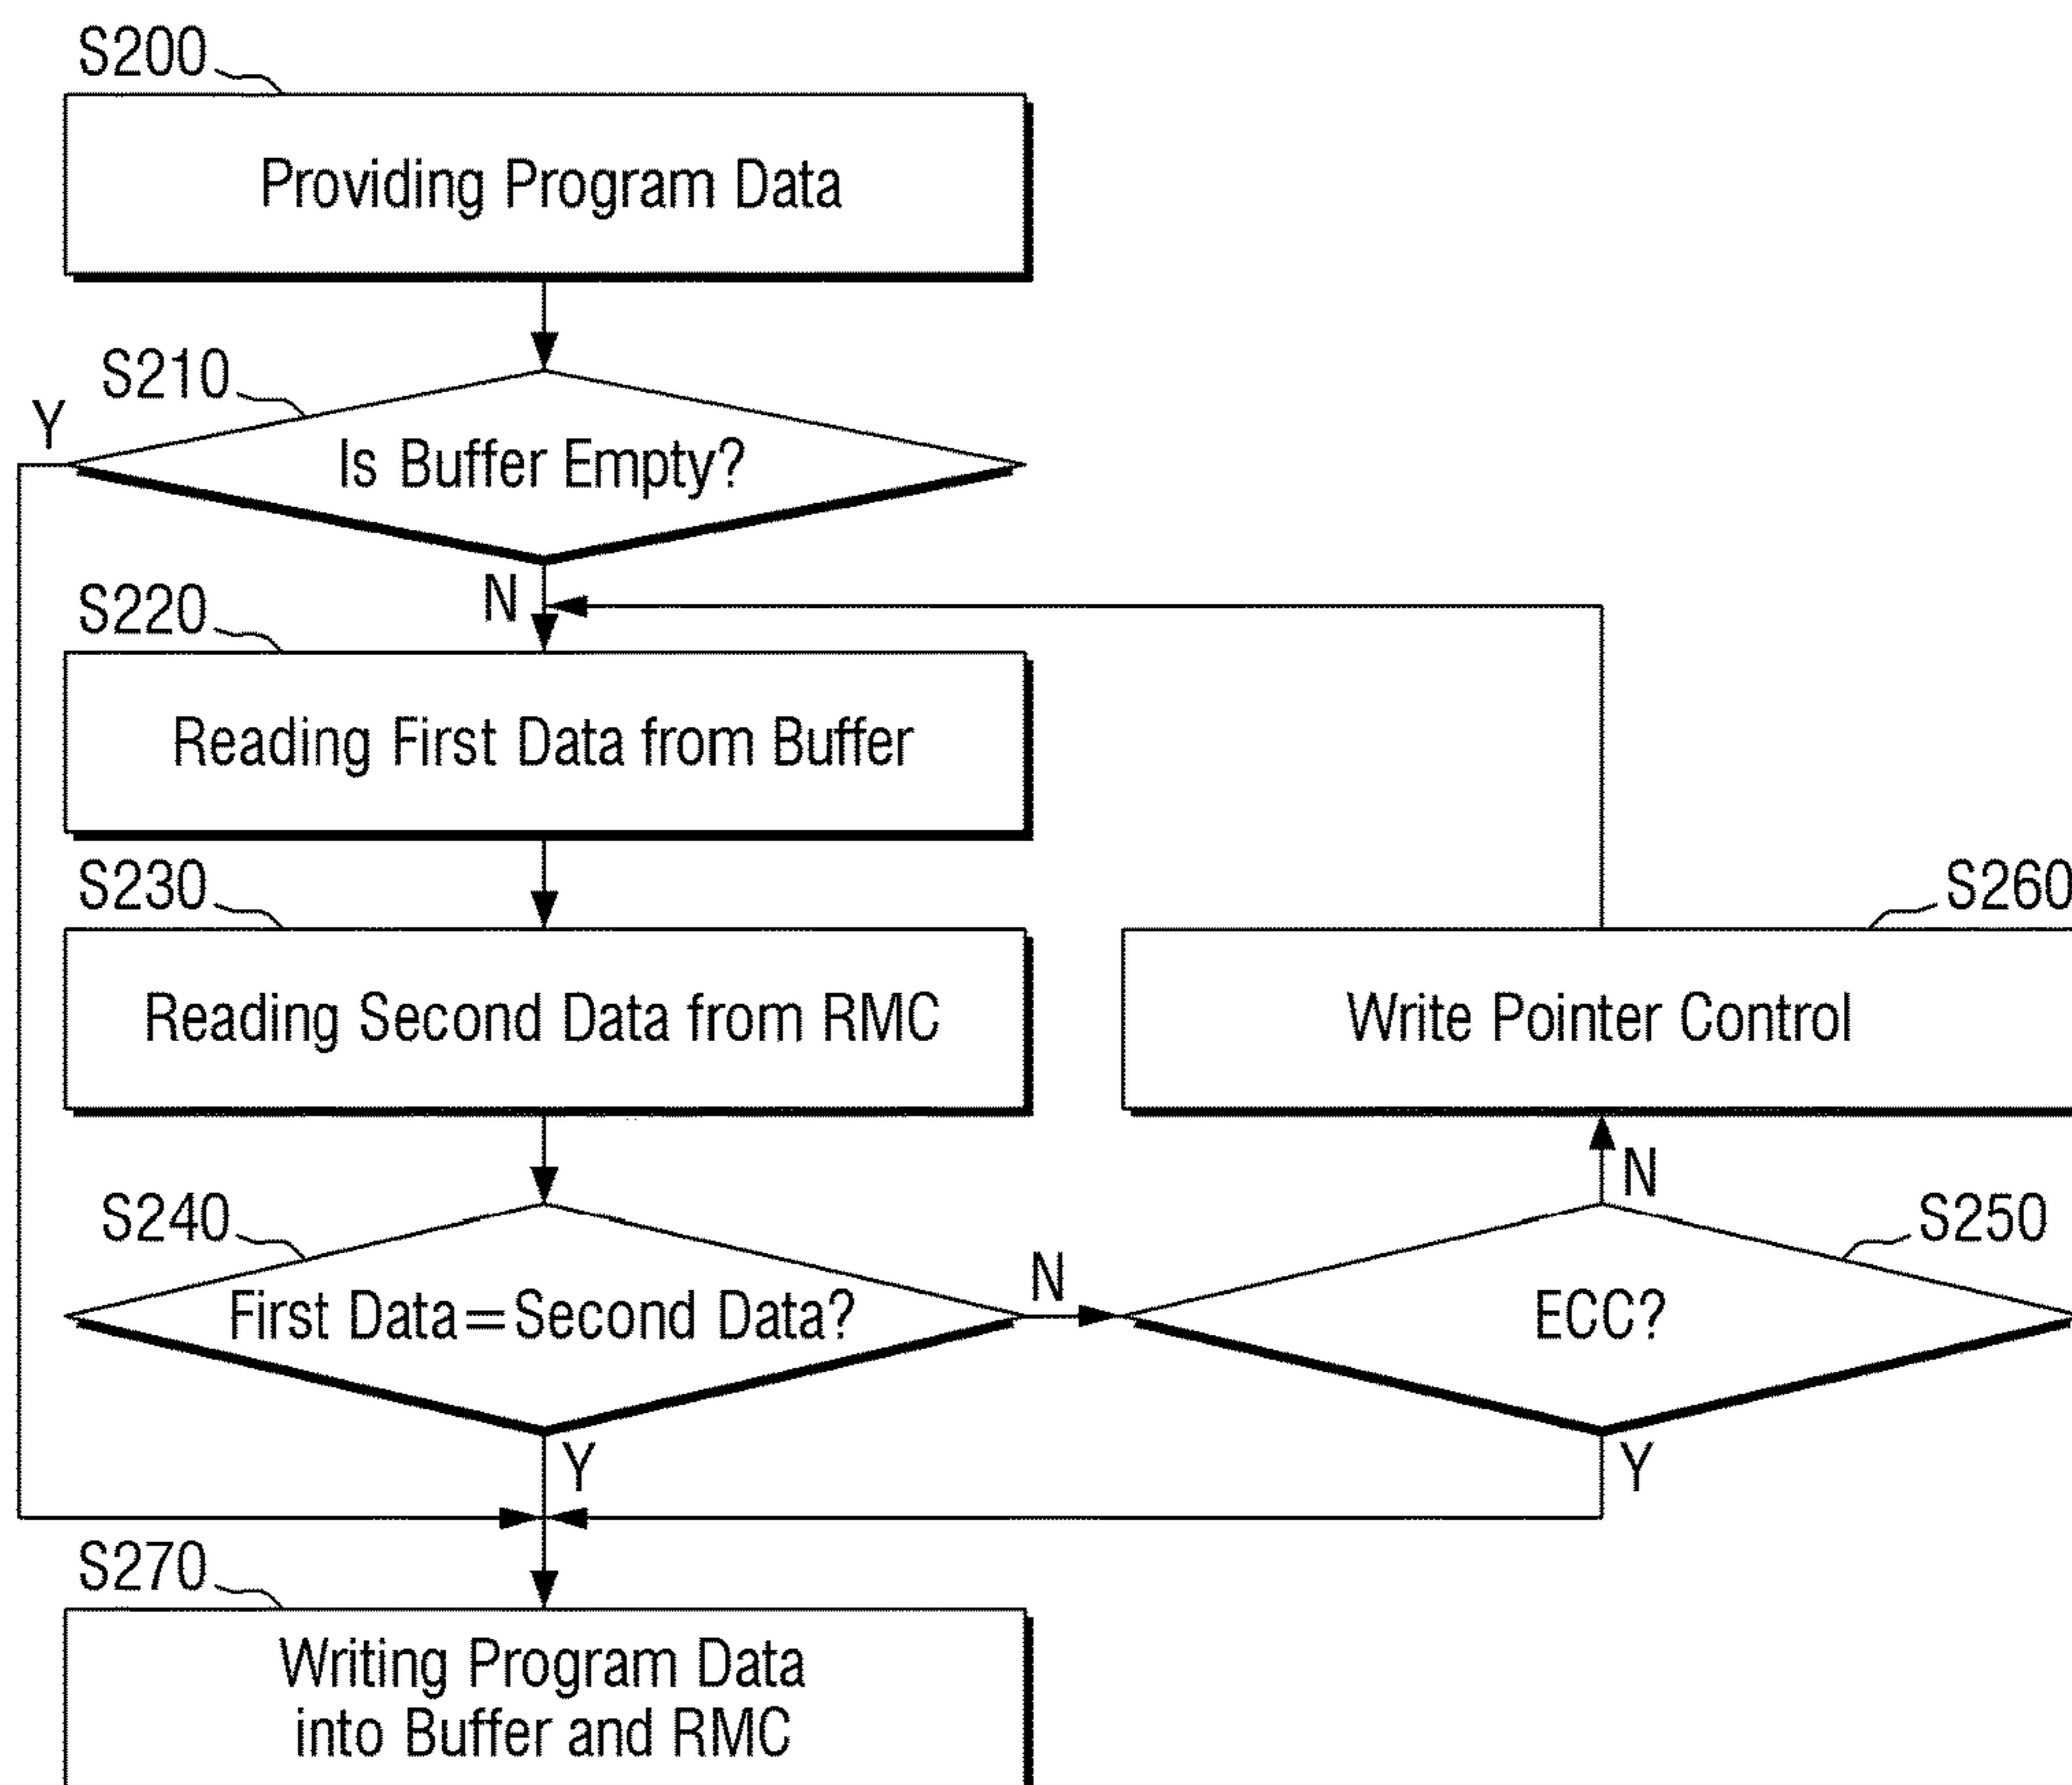 S200
Providing Program Data
S210
Y
Is Buffer Empty?
N
S220
Reading First Data from Buffer
S230
S260
Reading Second Data from RMC
Write Pointer Control
N
S240
S250
N
First Data=Second Data?
ECC?
Y
Y
S270
Writing Program Data
into Buffer and RMC